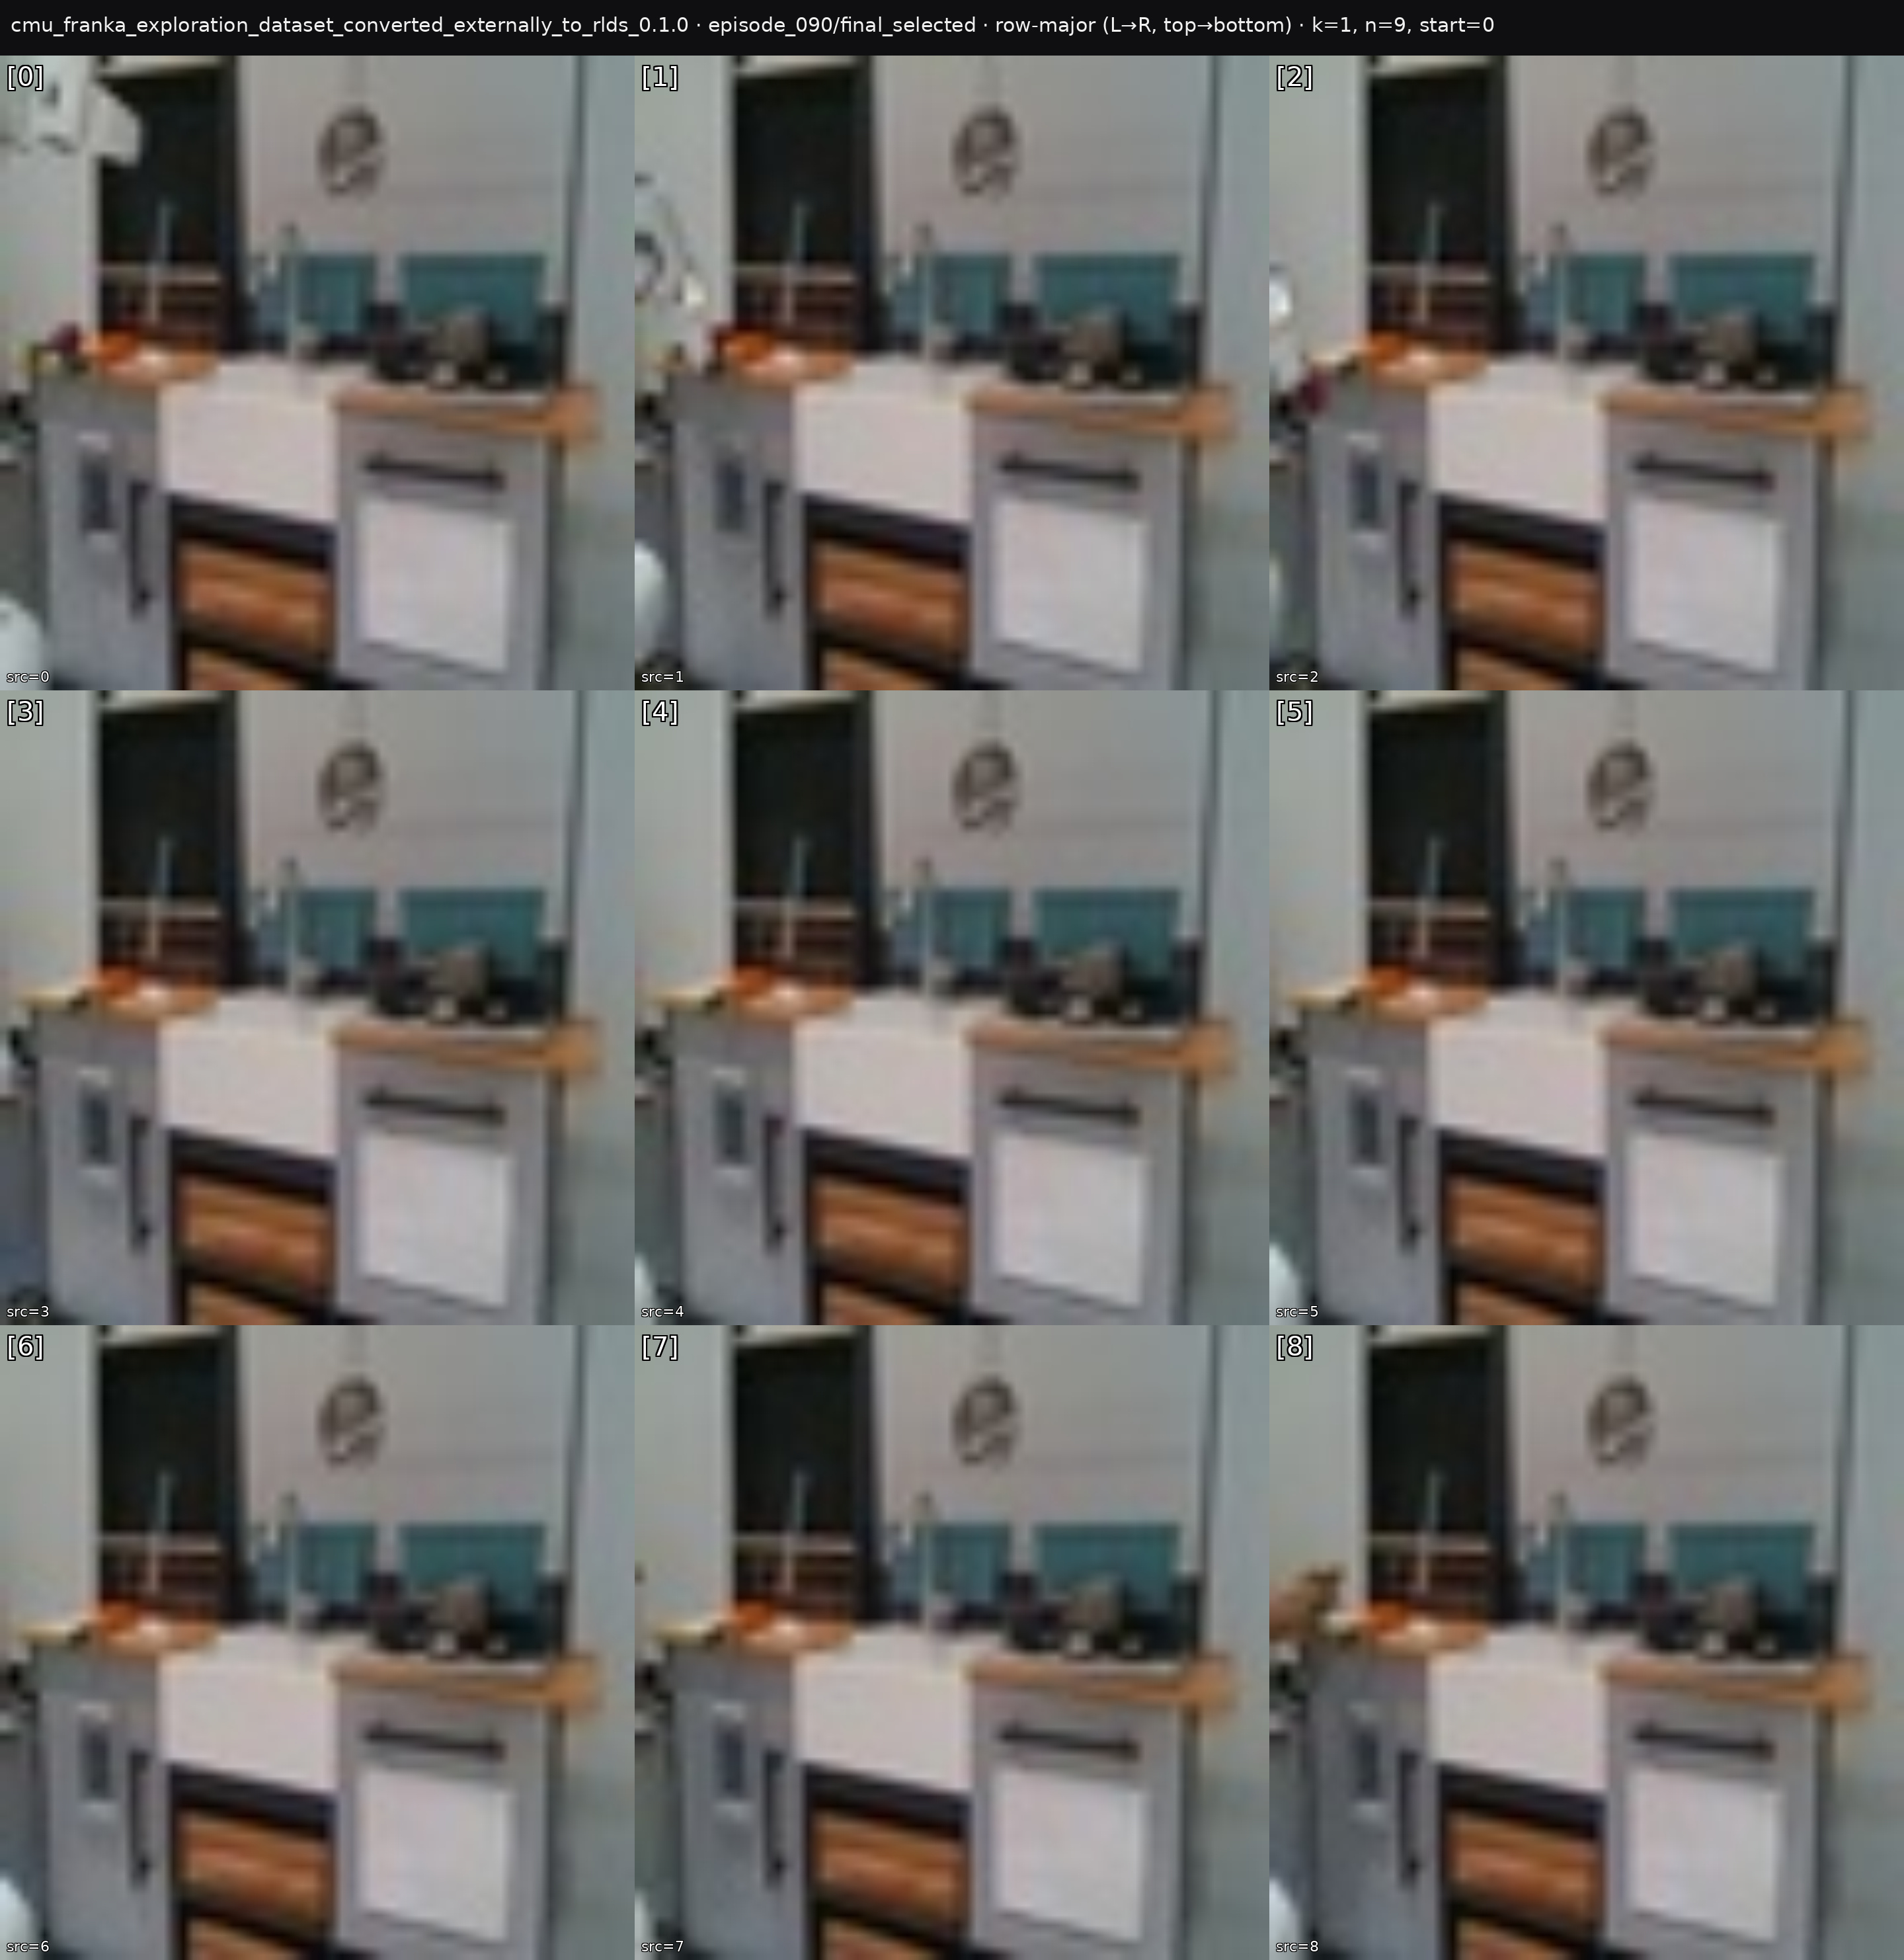 cmu_franka_exploration_dataset_converted_externally_to_rlds_0.1.0 · episode_090/final_selected · row-major (L→R, top→bottom) · k=1, n=9, start=0
[0]
[1]
[2]
src=0
src=1
src=2
[3]
[4]
[5]
src=3
src=4
src=5
[6]
[7]
[8]
src=6
src=7
src=8